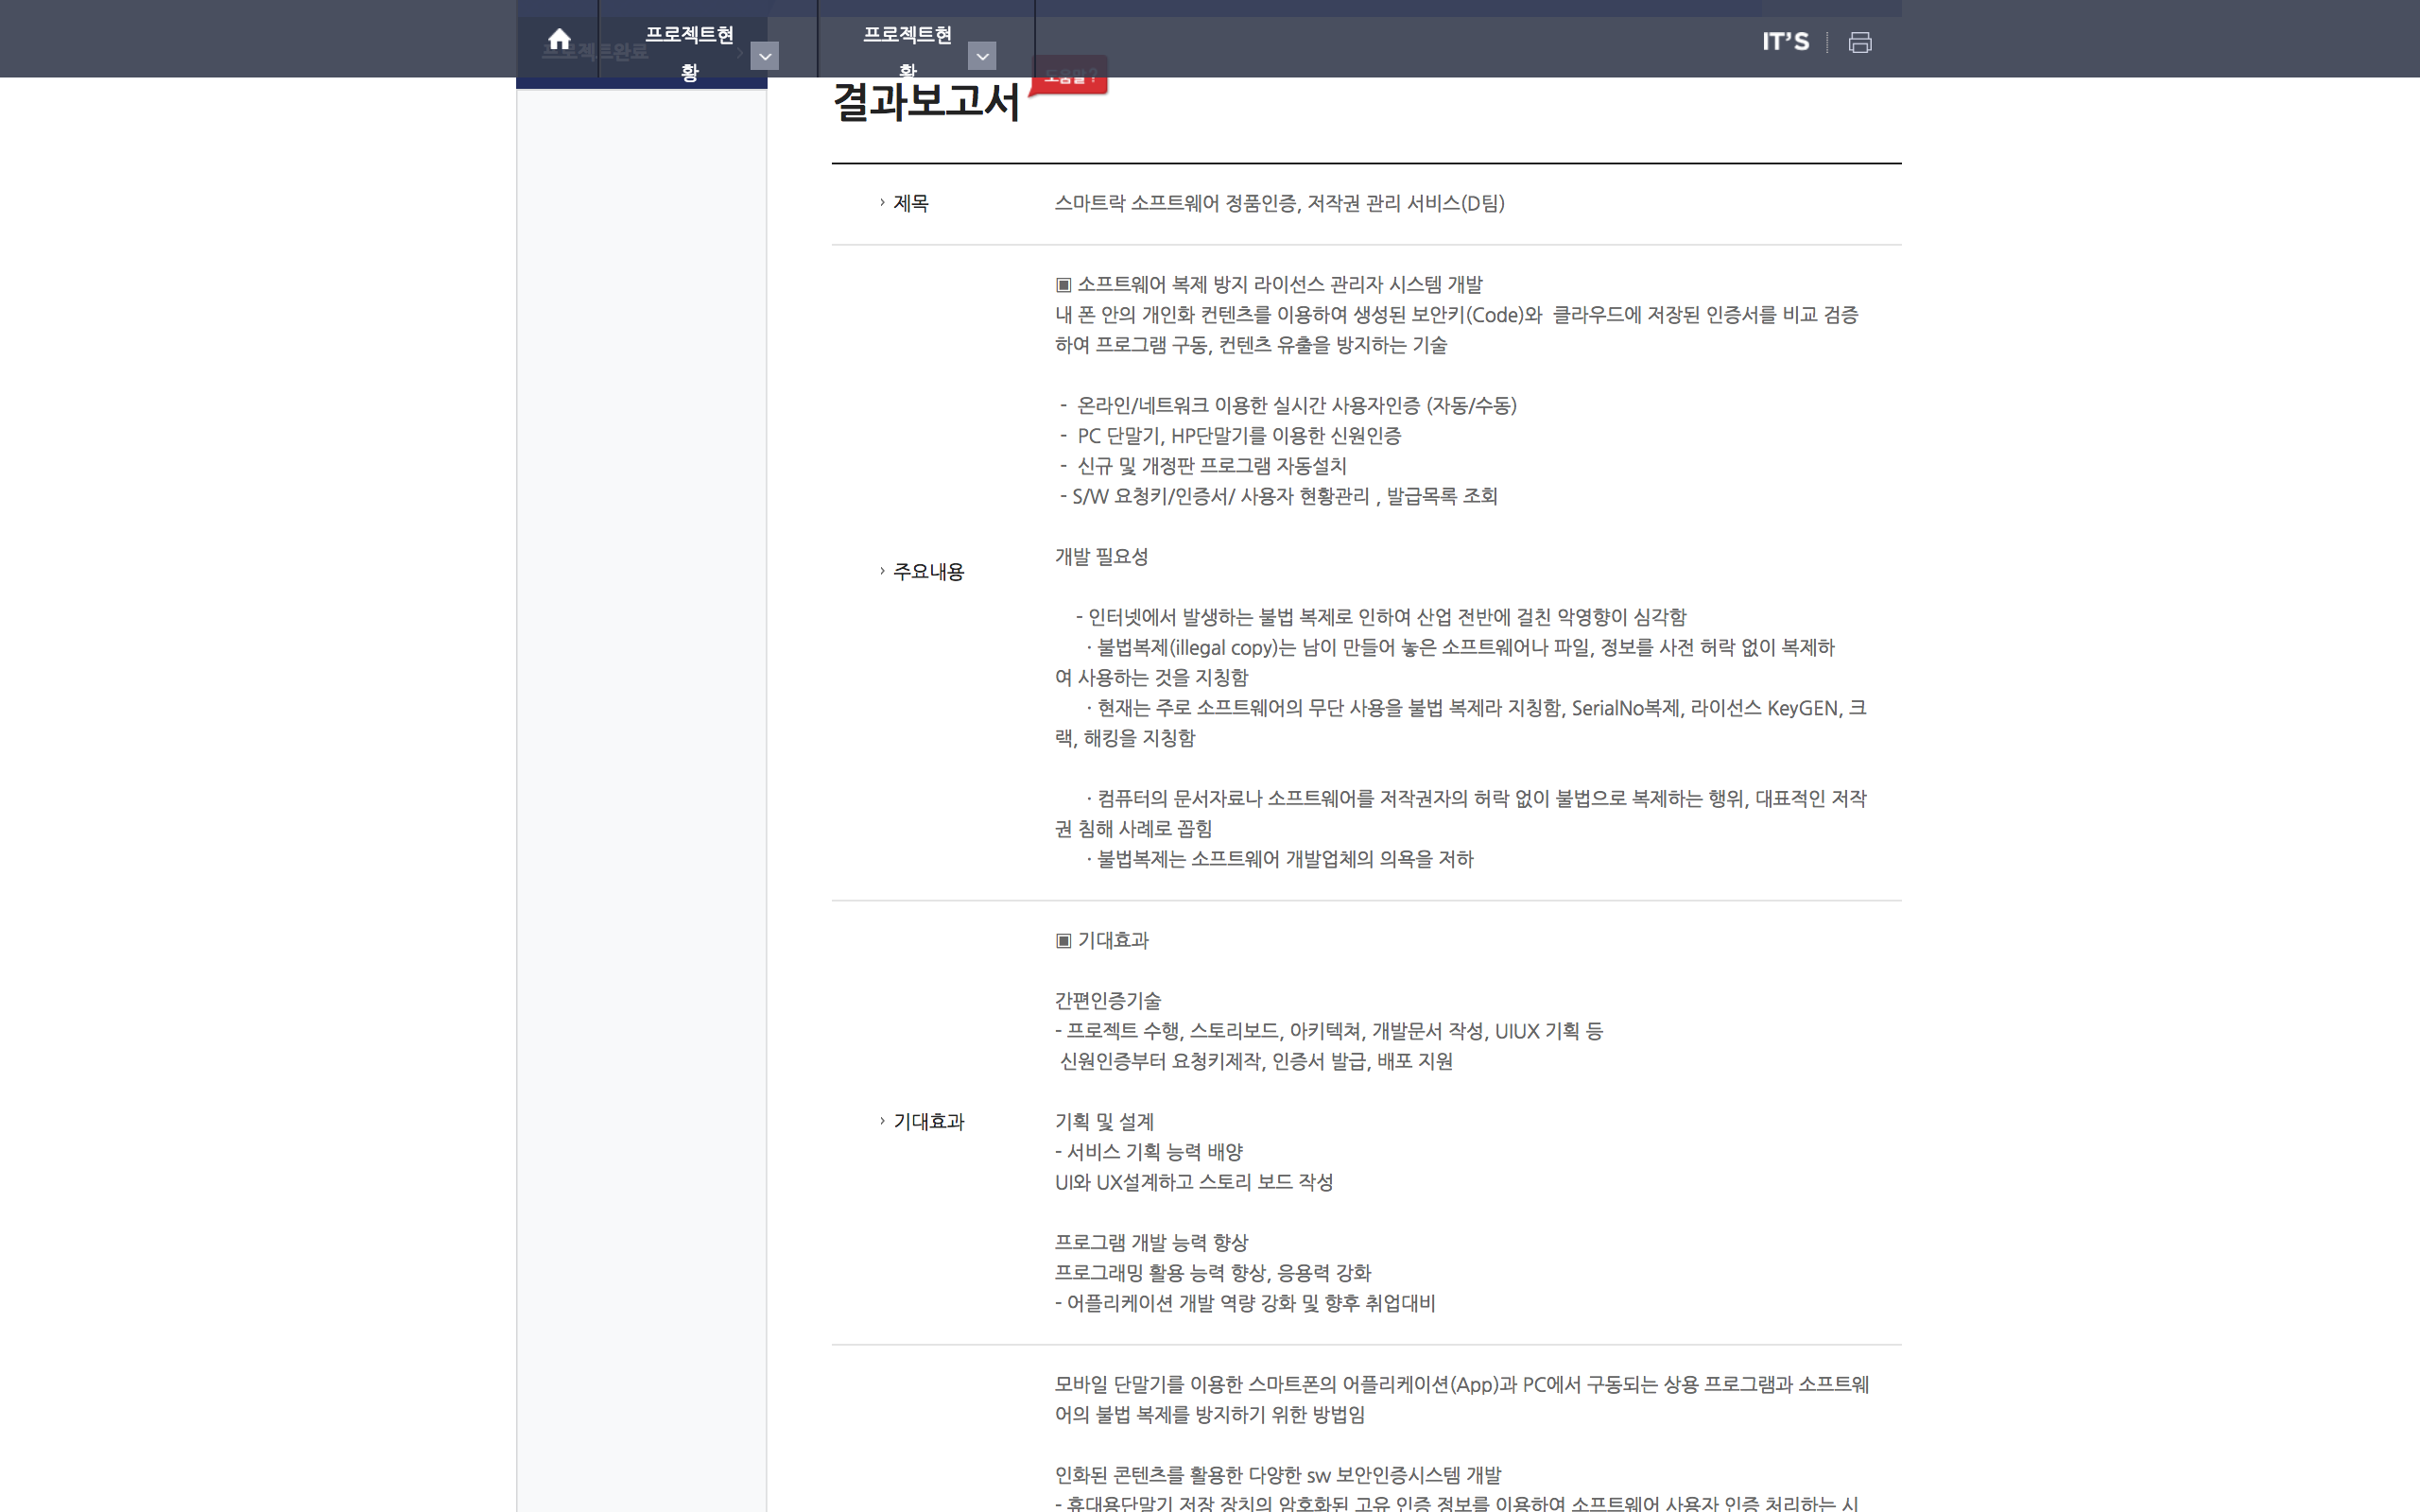 프로젝트완료
프로젝트현
황
프로젝트현
황
IT'S
도움말?
결과보고서
제목
스마트락 소프트웨어 정품인증, 저작권 관리 서비스(D팀)
▣ 소프트웨어 복제 방지 라이선스 관리자 시스템 개발
내 폰 안의 개인화 컨텐츠를 이용하여 생성된 보안키(Code)와 클라우드에 저장된 인증서를 비교 검증
하여 프로그램 구동, 컨텐츠 유출을 방지하는 기술
- 온라인/네트워크 이용한 실시간 사용자인증 (자동/수동)
- PC 단말기, HP단말기를 이용한 신원인증
- 신규 및 개정판 프로그램 자동설치
- S/W 요청키/인증서/ 사용자 현황관리 , 발급목록 조회
주요내용
개발 필요성
- 인터넷에서 발생하는 불법 복제로 인하여 산업 전반에 걸친 악영향이 심각함
· 불법복제(illegal copy)는 남이 만들어 놓은 소프트웨어나 파일, 정보를 사전 허락 없이 복제하
여 사용하는 것을 지칭함
· 현재는 주로 소프트웨어의 무단 사용을 불법 복제라 지칭함, SerialNo복제, 라이선스 KeyGEN, 크
랙, 해킹을 지칭함
· 컴퓨터의 문서자료나 소프트웨어를 저작권자의 허락 없이 불법으로 복제하는 행위, 대표적인 저작
권 침해 사례로 꼽힘
· 불법복제는 소프트웨어 개발업체의 의욕을 저하
▣ 기대효과
간편인증기술
- 프로젝트 수행, 스토리보드, 아키텍쳐, 개발문서 작성, UIUX 기획 등
신원인증부터 요청키제작, 인증서 발급, 배포 지원
기대효과
기획 및 설계
- 서비스 기획 능력 배양
UI와 UX설계하고 스토리 보드 작성
프로그램 개발 능력 향상
프로그래밍 활용 능력 향상, 응용력 강화
- 어플리케이션 개발 역량 강화 및 향후 취업대비
모바일 단말기를 이용한 스마트폰의 어플리케이션(App)과 PC에서 구동되는 상용 프로그램과 소프트웨
어의 불법 복제를 방지하기 위한 방법임
인화된 콘텐츠를 활용한 다양한 sw 보안인증시스템 개발
- 휴대용단말기 저장 장치의 암호화된 고유 인증 정보를 이용하여 소프트웨어 사용자 인증 처리하는 시